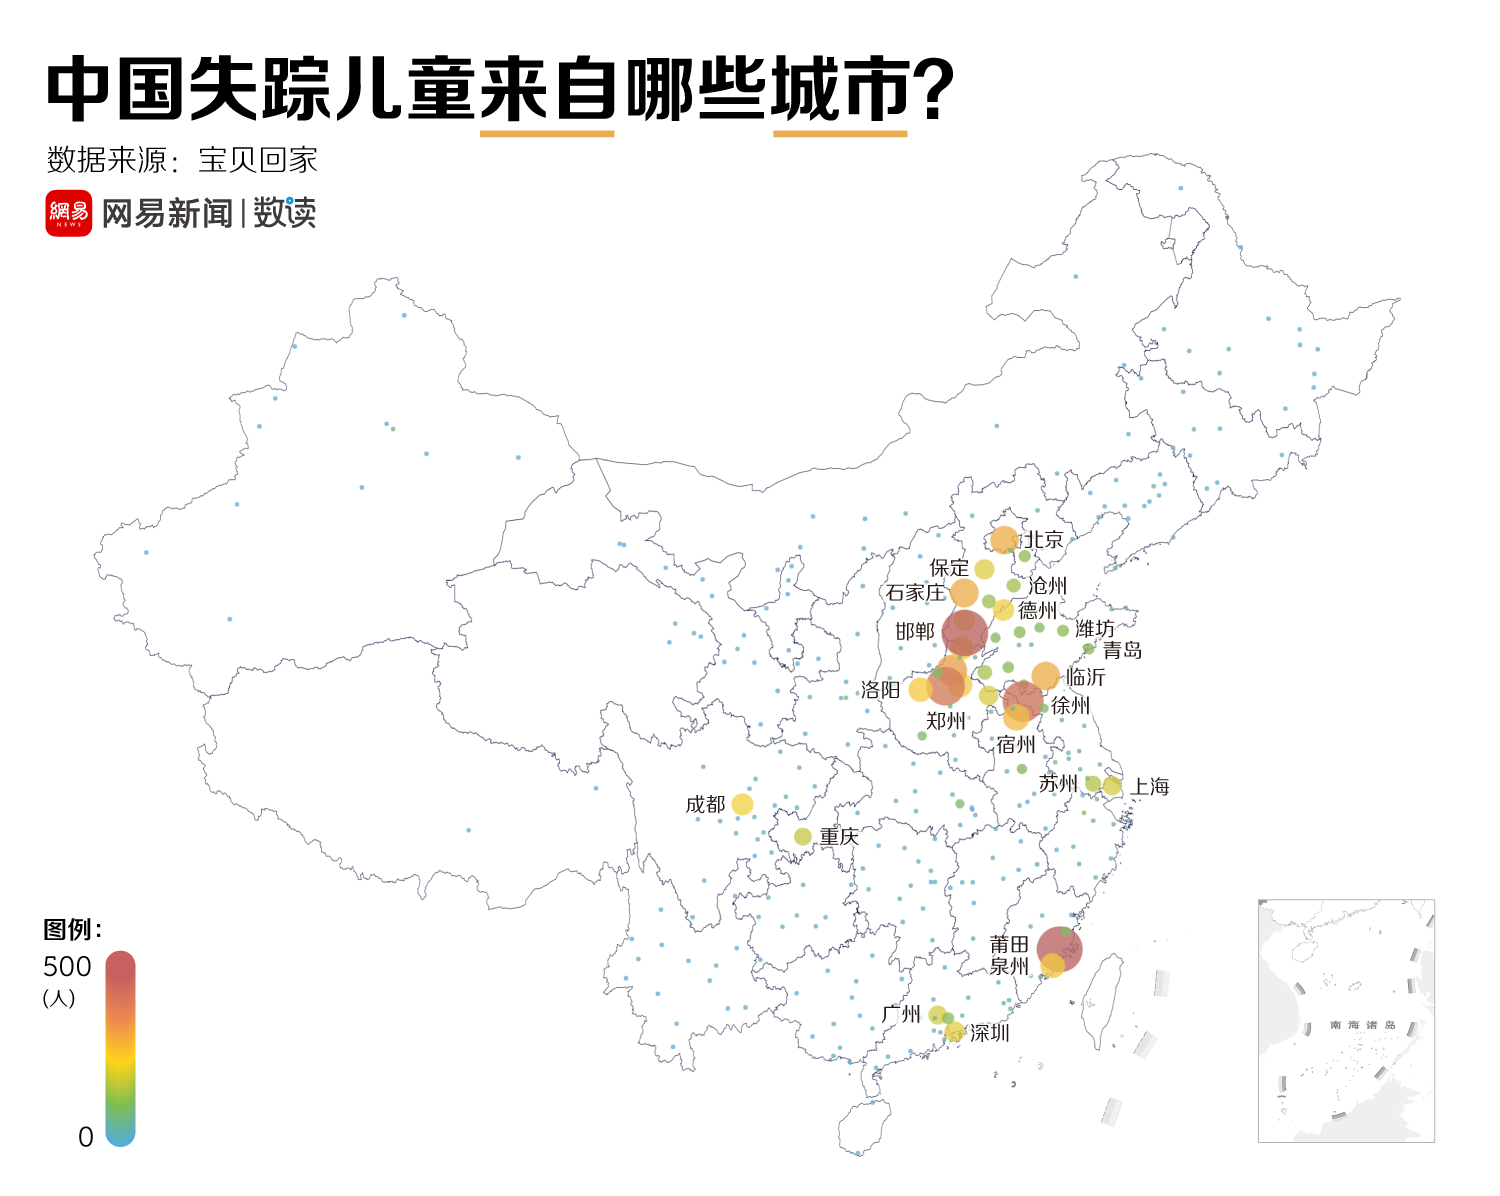 中国失踪儿童来自哪些城市?
数据来源：宝贝回家
網易
NEWS
网易新闻|数读
北京
保定
沧州
石家庄
德州
邯郸
潍坊
青岛
临沂
洛阳
徐州
郑州
宿州
苏州
上海
成都
重庆
莆田
泉州
广州
深圳
图例：
500
(人)
0
南海诸岛